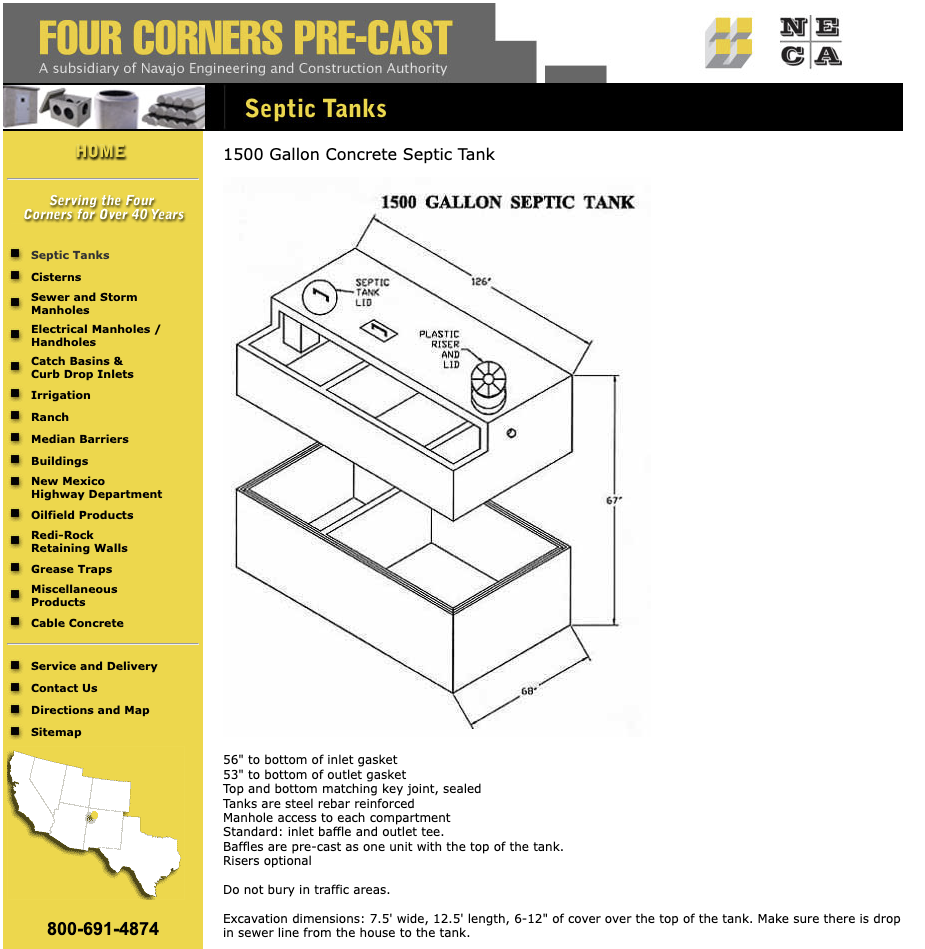 FOUR CORNERS PRE-CAST
A subsidiary of Navajo Engineering and Construction Authority
NE
CA
Septic Tanks
HOME
Serving the Four
Corners for Over 40 Years
Septic Tanks
Cisterns
Sewer and Storm
Manholes
Electrical Manholes /
Handholes
Catch Basins &
Curb Drop Inlets
Irrigation
Ranch
Median Barriers
Buildings
New Mexico
Highway Department
Oilfield Products
Redi-Rock
Retaining Walls
Grease Traps
Miscellaneous
Products
Cable Concrete
Service and Delivery
Contact Us
Directions and Map
Sitemap
800-691-4874
1500 Gallon Concrete Septic Tank
1500 GALLON SEPTIC TANK
126"
SEPTIC
TANK
LID
PLASTIC
RISER
AND
LID
67"
68"
56" to bottom of inlet gasket
53" to bottom of outlet gasket
Top and bottom matching key joint, sealed
Tanks are steel rebar reinforced
Manhole access to each compartment
Standard: inlet baffle and outlet tee.
Baffles are pre-cast as one unit with the top of the tank.
Risers optional
Do not bury in traffic areas.
Excavation dimensions: 7.5' wide, 12.5' length, 6-12" of cover over the top of the tank. Make sure there is drop
in sewer line from the house to the tank.